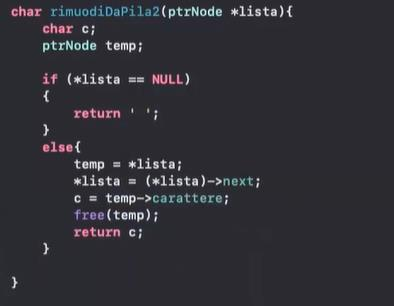 char rimuodiDaPila2(ptrNode *lista){
char c;
ptrNode temp;
if (*lista == NULL)
{
return ' ';
}
else{
temp = *lista;
*lista = (*lista)->next;
c = temp->carattere;
free(temp);
return c;
}
}